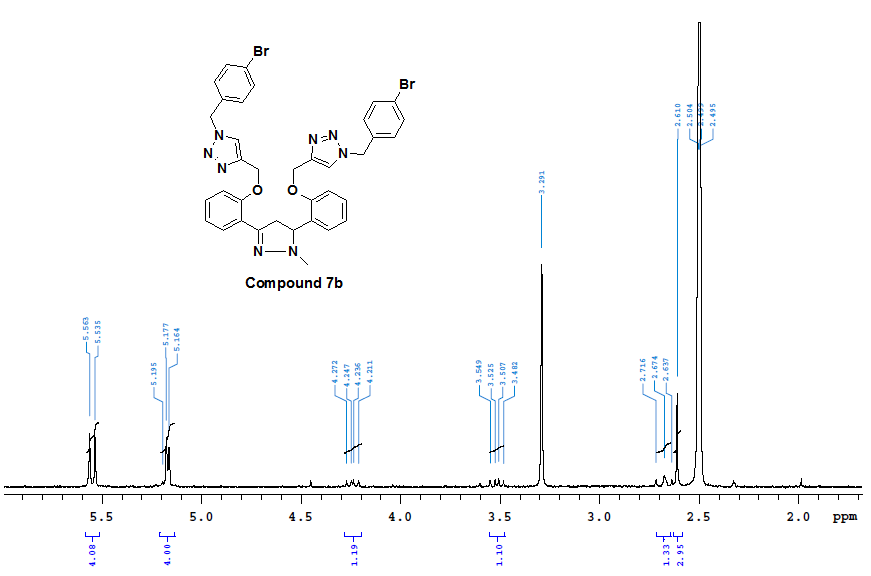 Br
Br
N
N
N
N
N
N
O
O
N
N
Compound 7b
5.563
5.535
5.195
5.177
5.164
4.272
4.247
4.236
4.211
3.549
3.525
3.507
3.482
3.291
2.716
2.674
2.637
2.610
2.504
2.499
2.495
5.5
5.0
4.5
4.0
3.5
3.0
2.5
2.0
ppm
4.08
4.00
1.19
1.10
1.33
2.95